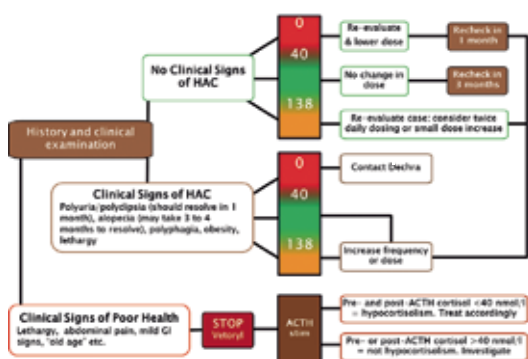 No Clinical Signs
of HAC
0
40
138
Re-evaluate
& lower dose
Recheck in
1 month
No change in
dose
Recheck in
3 months
Re-evaluate case: consider twice
daily dosing or small dose increase
History and clinical
examination
Clinical Signs of HAC
Polyuria/polydipsia (should resolve in 1
month), alopecia (may take 3 to 4
months to resolve), polyphagia, obesity,
lethargy
0
40
138
Contact Dechra
Increase frequency
or dose
Clinical Signs of Poor Health
Lethargy, abdominal pain, mild GI
signs, "old age" etc.
STOP
Vetoryl
ACTH
stim
Pre- and post-ACTH cortisol <40 nmol/l
= hypocortisolism. Treat accordingly
Pre- or post-ACTH cortisol >40 nmol/l
= not hypocortisolism. Investigate